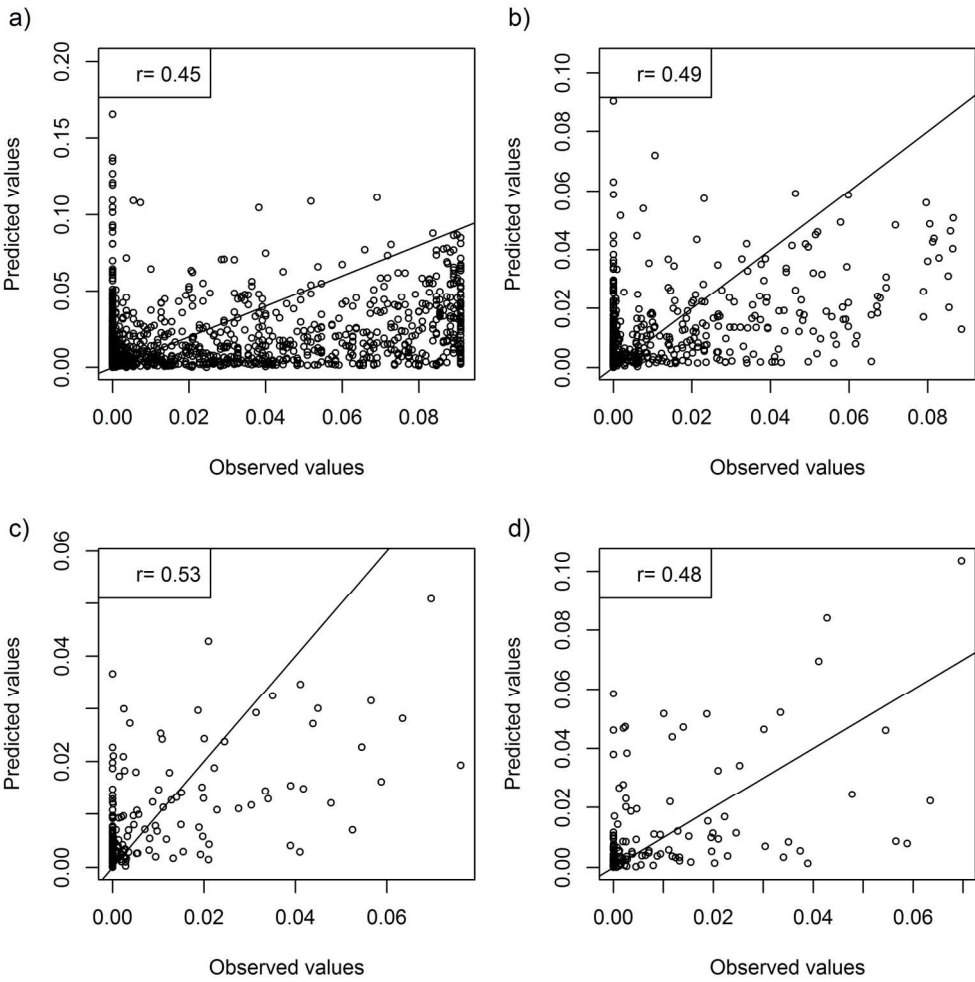 a)
r= 0.45
Predicted values
0.20
0.15
0.10
0.05
0.00
0.00 0.02 0.04 0.06 0.08
Observed values
b)
r= 0.49
Predicted values
0.10
0.08
0.06
0.04
0.02
0.00
0.00 0.02 0.04 0.06 0.08
Observed values
c)
r= 0.53
Predicted values
0.06
0.04
0.02
0.00
0.00 0.02 0.04 0.06
Observed values
d)
r= 0.48
Predicted values
0.10
0.08
0.06
0.04
0.02
0.00
0.00 0.02 0.04 0.06
Observed values